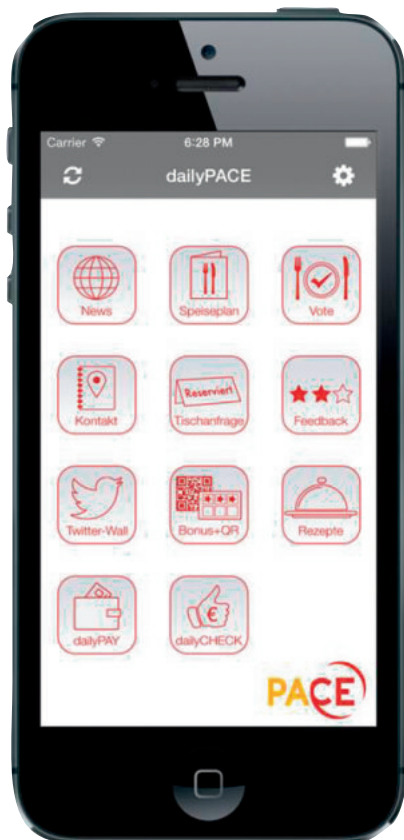 Carrier 6:28 PM
dailyPACE
News Speiseplan Vote
Reserviert
Kontakt Tischanfrage Feedback
Twitter-Wall Bonus+QR Rezepte
€
dailyPAY dailyCHECK
PACE